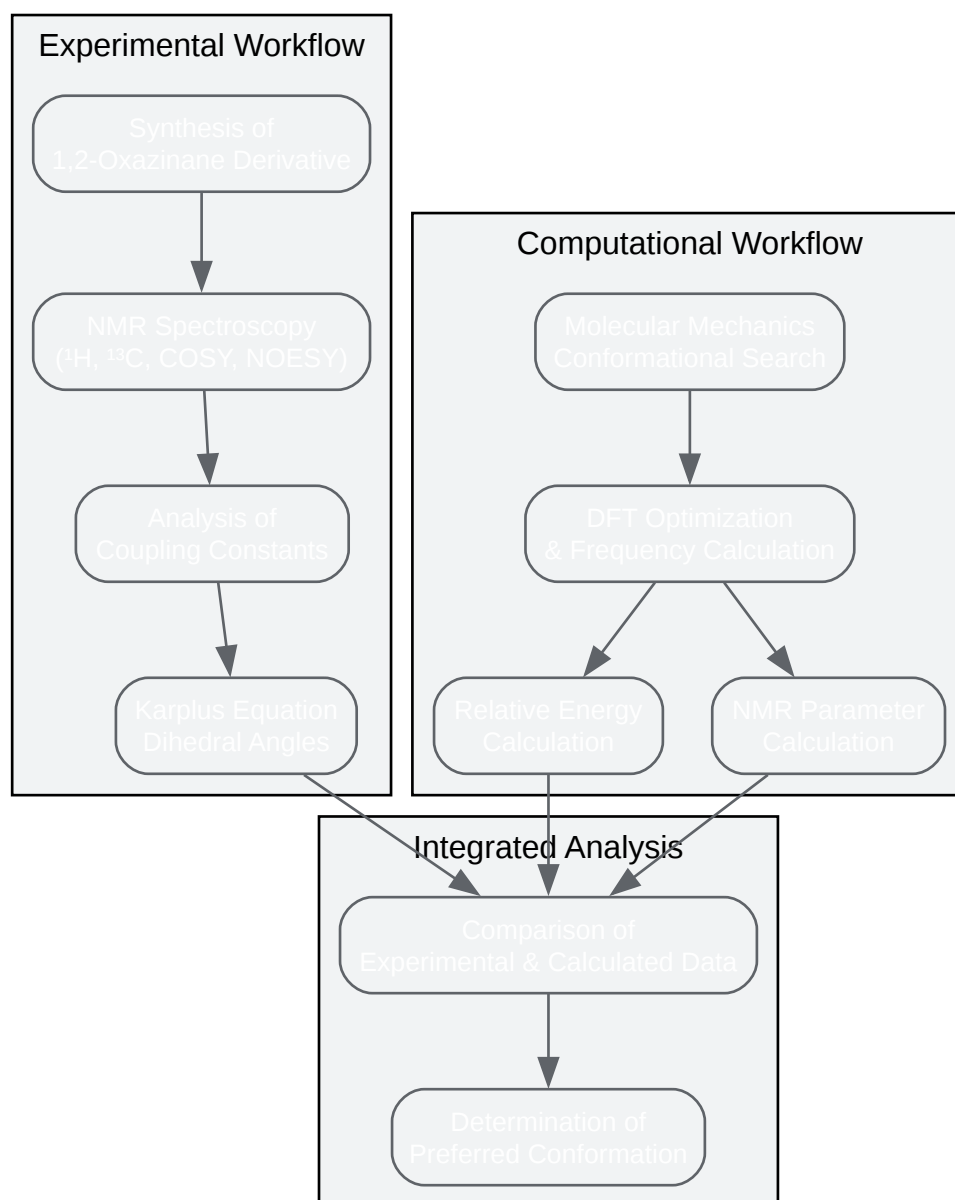 Experimental Workflow
Synthesis of
1,2-Oxazinane Derivative
NMR Spectroscopy
(¹H, ¹³C, COSY, NOESY)
Analysis of
Coupling Constants
Karplus Equation
Dihedral Angles
Computational Workflow
Molecular Mechanics
Conformational Search
DFT Optimization
& Frequency Calculation
Relative Energy
Calculation
NMR Parameter
Calculation
Integrated Analysis
Comparison of
Experimental & Calculated Data
Determination of
Preferred Conformation